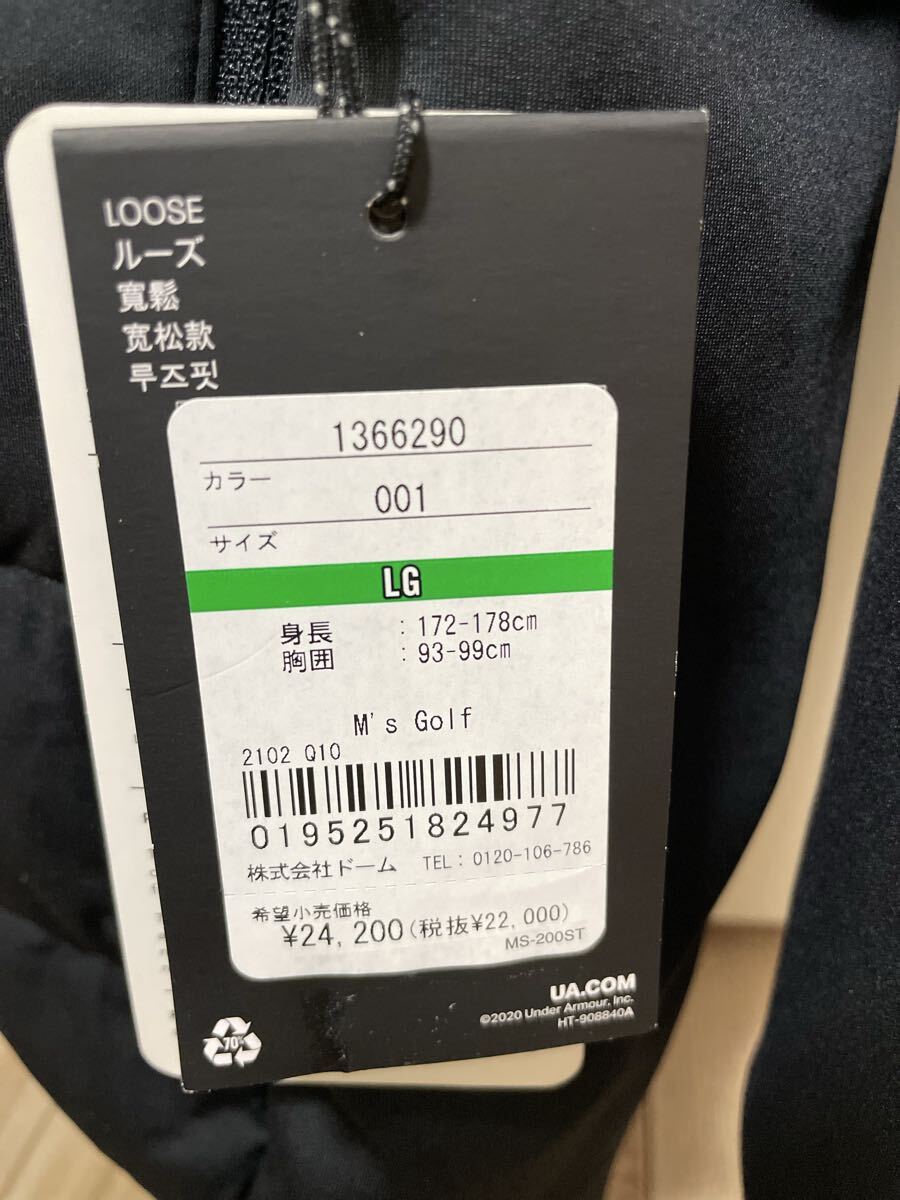 LOOSE
ルーズ
寬鬆
宽松款
루즈핏
1366290
カラー
001
サイズ
LG
身長 : 172-178cm
胸囲 : 93-99cm
M's Golf
2102 Q10
0195251824977
株式会社ドーム TEL: 0120-106-786
希望小売価格
¥24,200(税抜¥22,000)
MS-200ST
UA.COM
©2020 Under Armour, Inc.
HT-908840A
70%